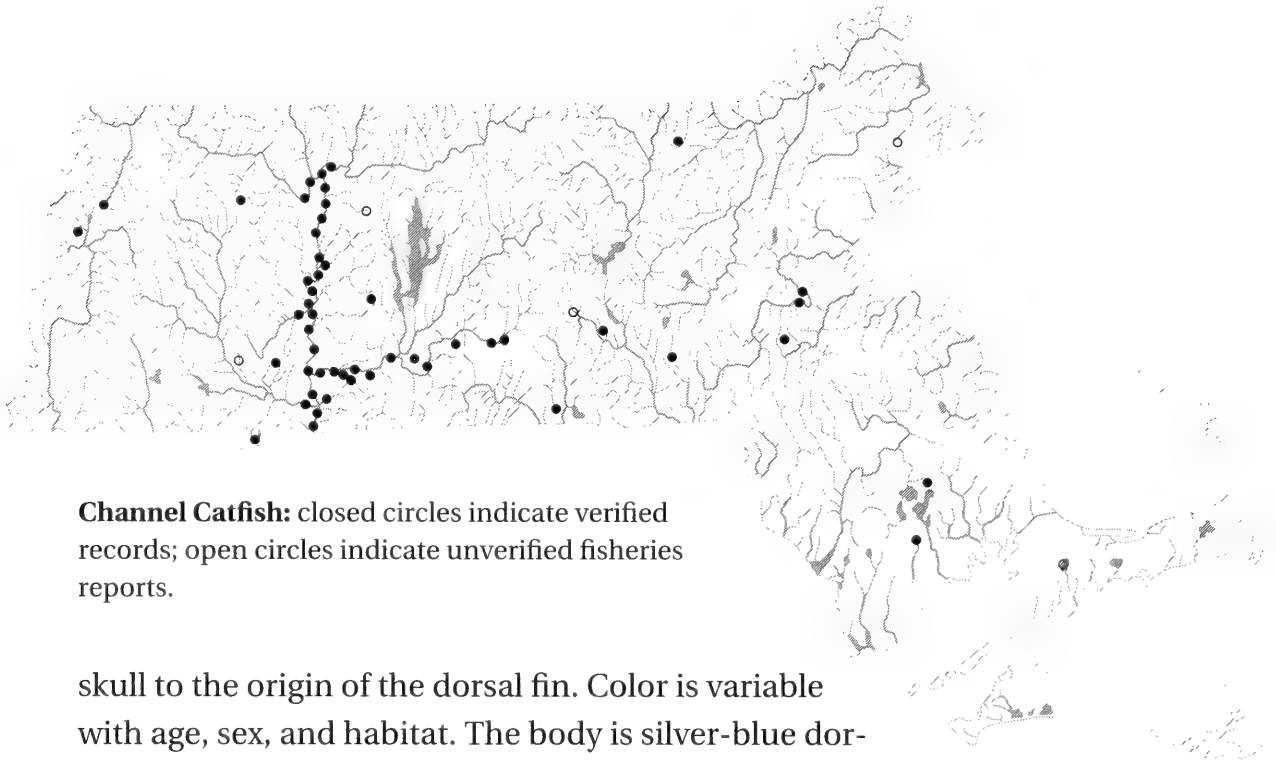 Channel Catfish: closed circles indicate verified
records; open circles indicate unverified fisheries
reports.
skull to the origin of the dorsal fin. Color is variable
with age, sex, and habitat. The body is silver-blue dor-